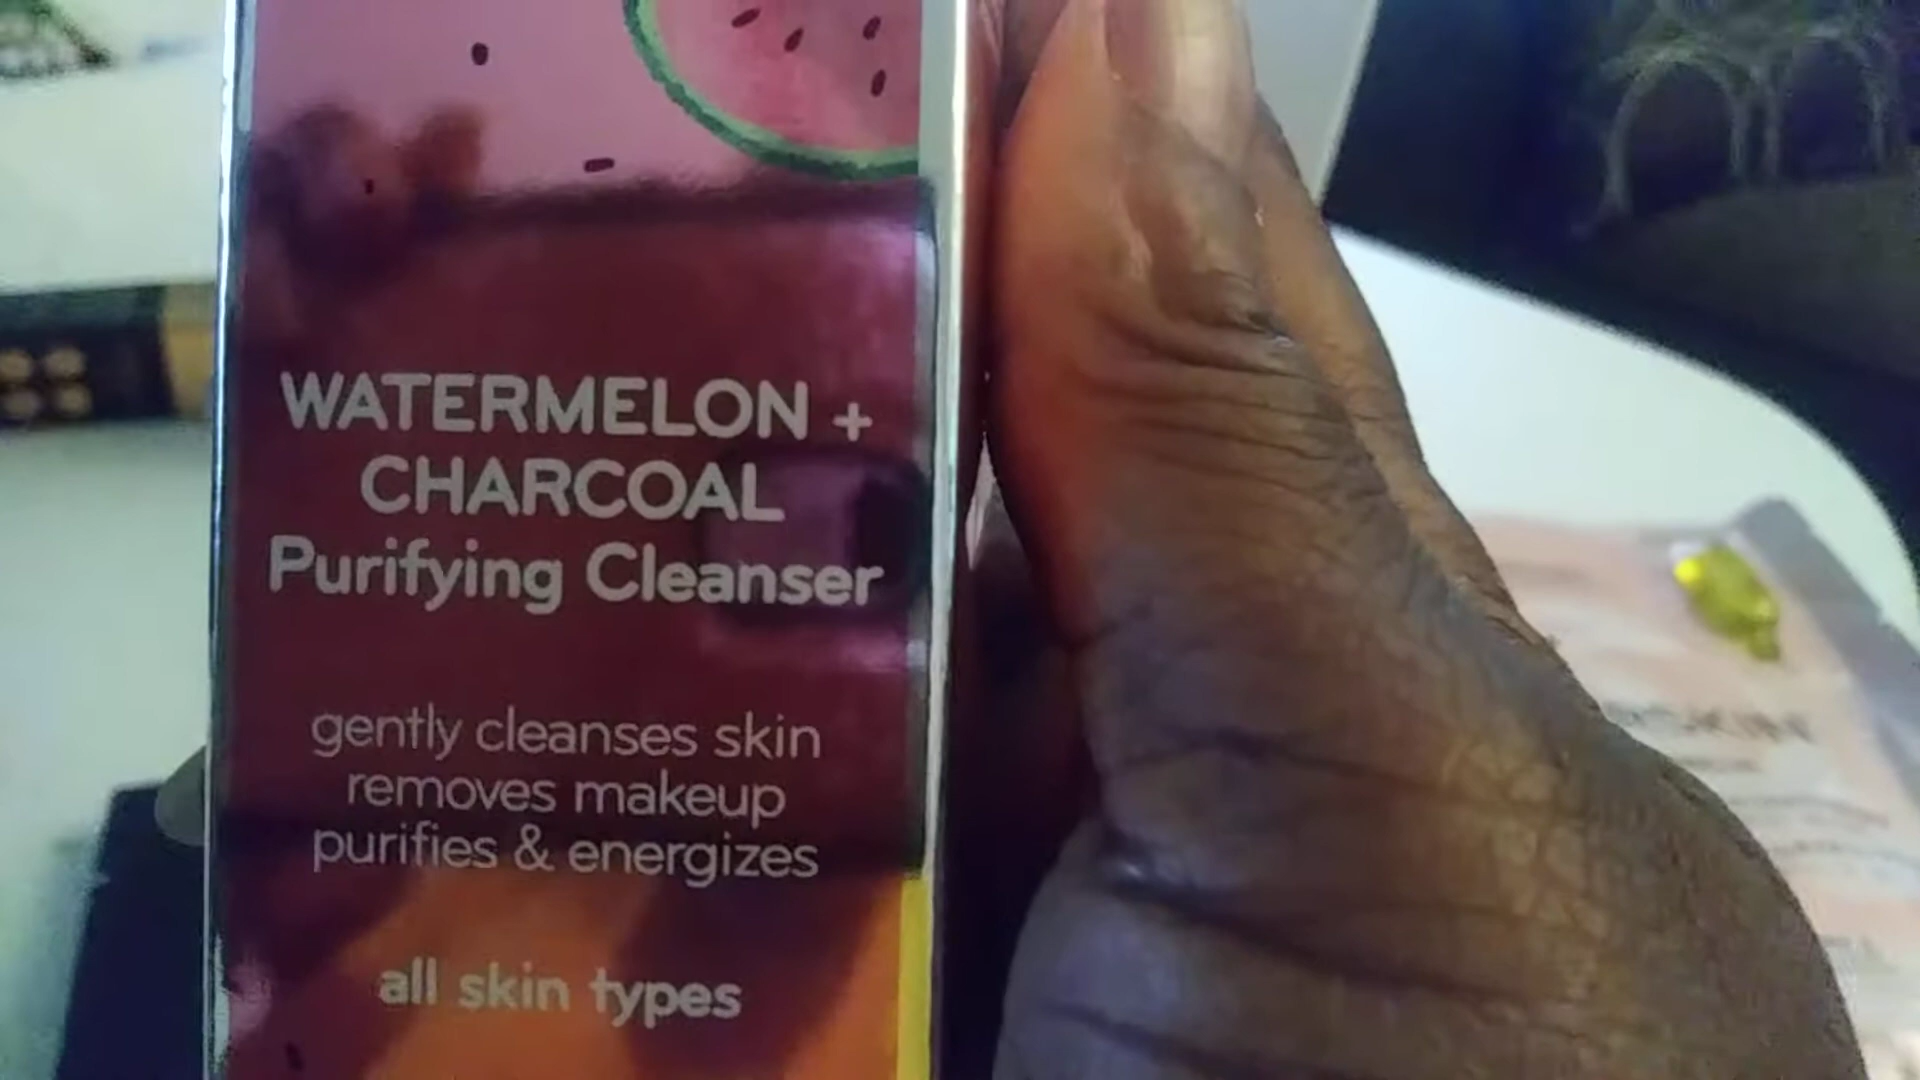 WATERMELON +
CHARCOAL
Purifying Cleanser
gently cleanses skin
removes makeup
purifies & energizes
all skin types